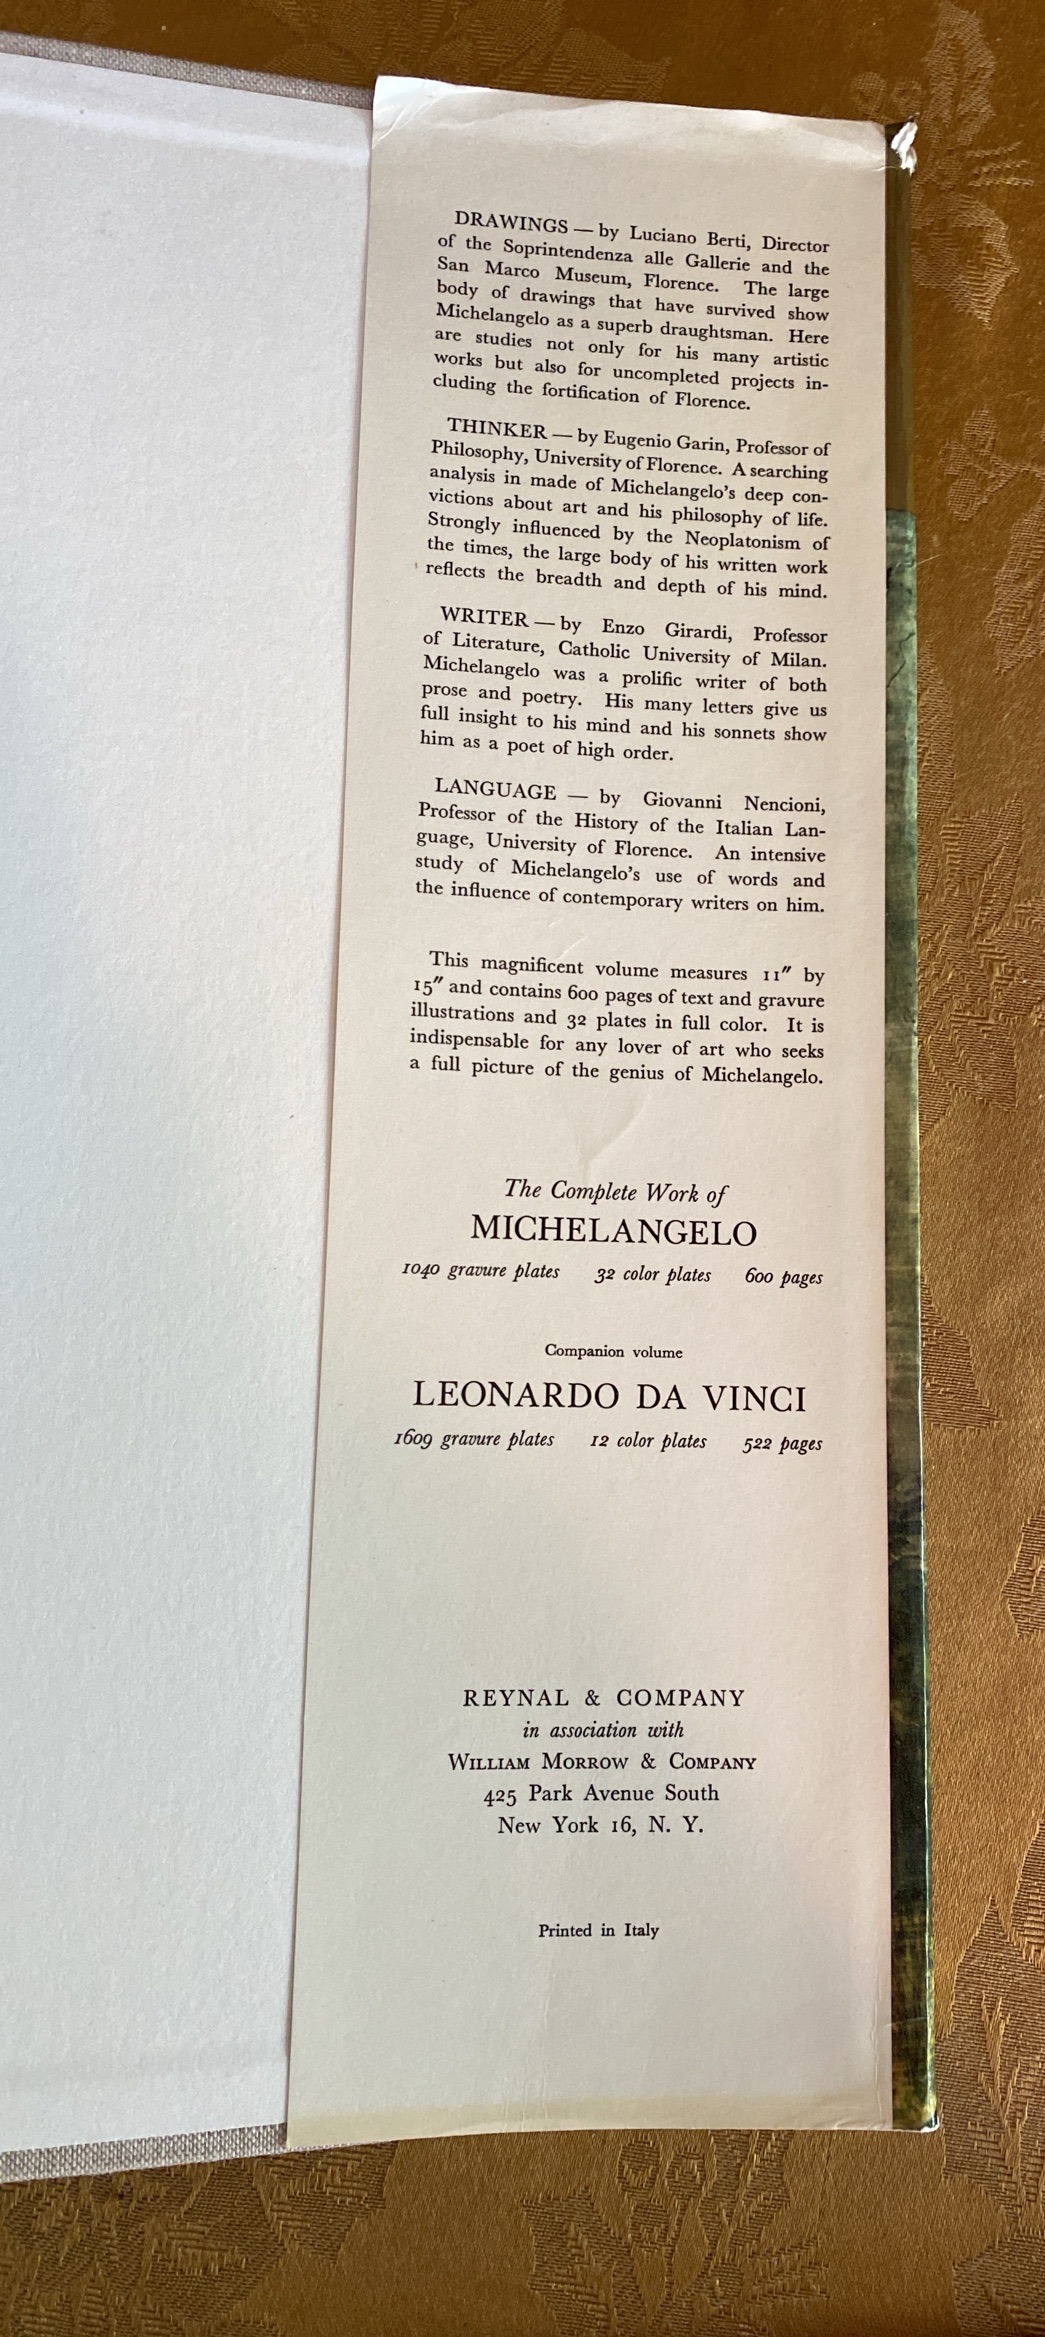 DRAWINGS — by Luciano Berti, Director
of the Soprintendenza alle Gallerie and the
San Marco Museum, Florence. The large
body of drawings that have survived show
Michelangelo as a superb draughtsman. Here
are studies not only for his many artistic
works but also for uncompleted projects in-
cluding the fortification of Florence.
THINKER — by Eugenio Garin, Professor of
Philosophy, University of Florence. A searching
analysis in made of Michelangelo's deep con-
victions about art and his philosophy of life.
Strongly influenced by the Neoplatonism of
the times, the large body of his written work
reflects the breadth and depth of his mind.
WRITER — by Enzo Girardi, Professor
of Literature, Catholic University of Milan.
Michelangelo was a prolific writer of both
prose and poetry. His many letters give us
full insight to his mind and his sonnets show
him as a poet of high order.
LANGUAGE — by Giovanni Nencioni,
Professor of the History of the Italian Lan-
guage, University of Florence. An intensive
study of Michelangelo's use of words and
the influence of contemporary writers on him.
This magnificent volume measures 11" by
15" and contains 600 pages of text and gravure
illustrations and 32 plates in full color. It is
indispensable for any lover of art who seeks
a full picture of the genius of Michelangelo.
The Complete Work of
MICHELANGELO
1040 gravure plates 32 color plates 600 pages
Companion volume
LEONARDO DA VINCI
1609 gravure plates 12 color plates 522 pages
REYNAL & COMPANY
in association with
WILLIAM MORROW & COMPANY
425 Park Avenue South
New York 16, N. Y.
Printed in Italy